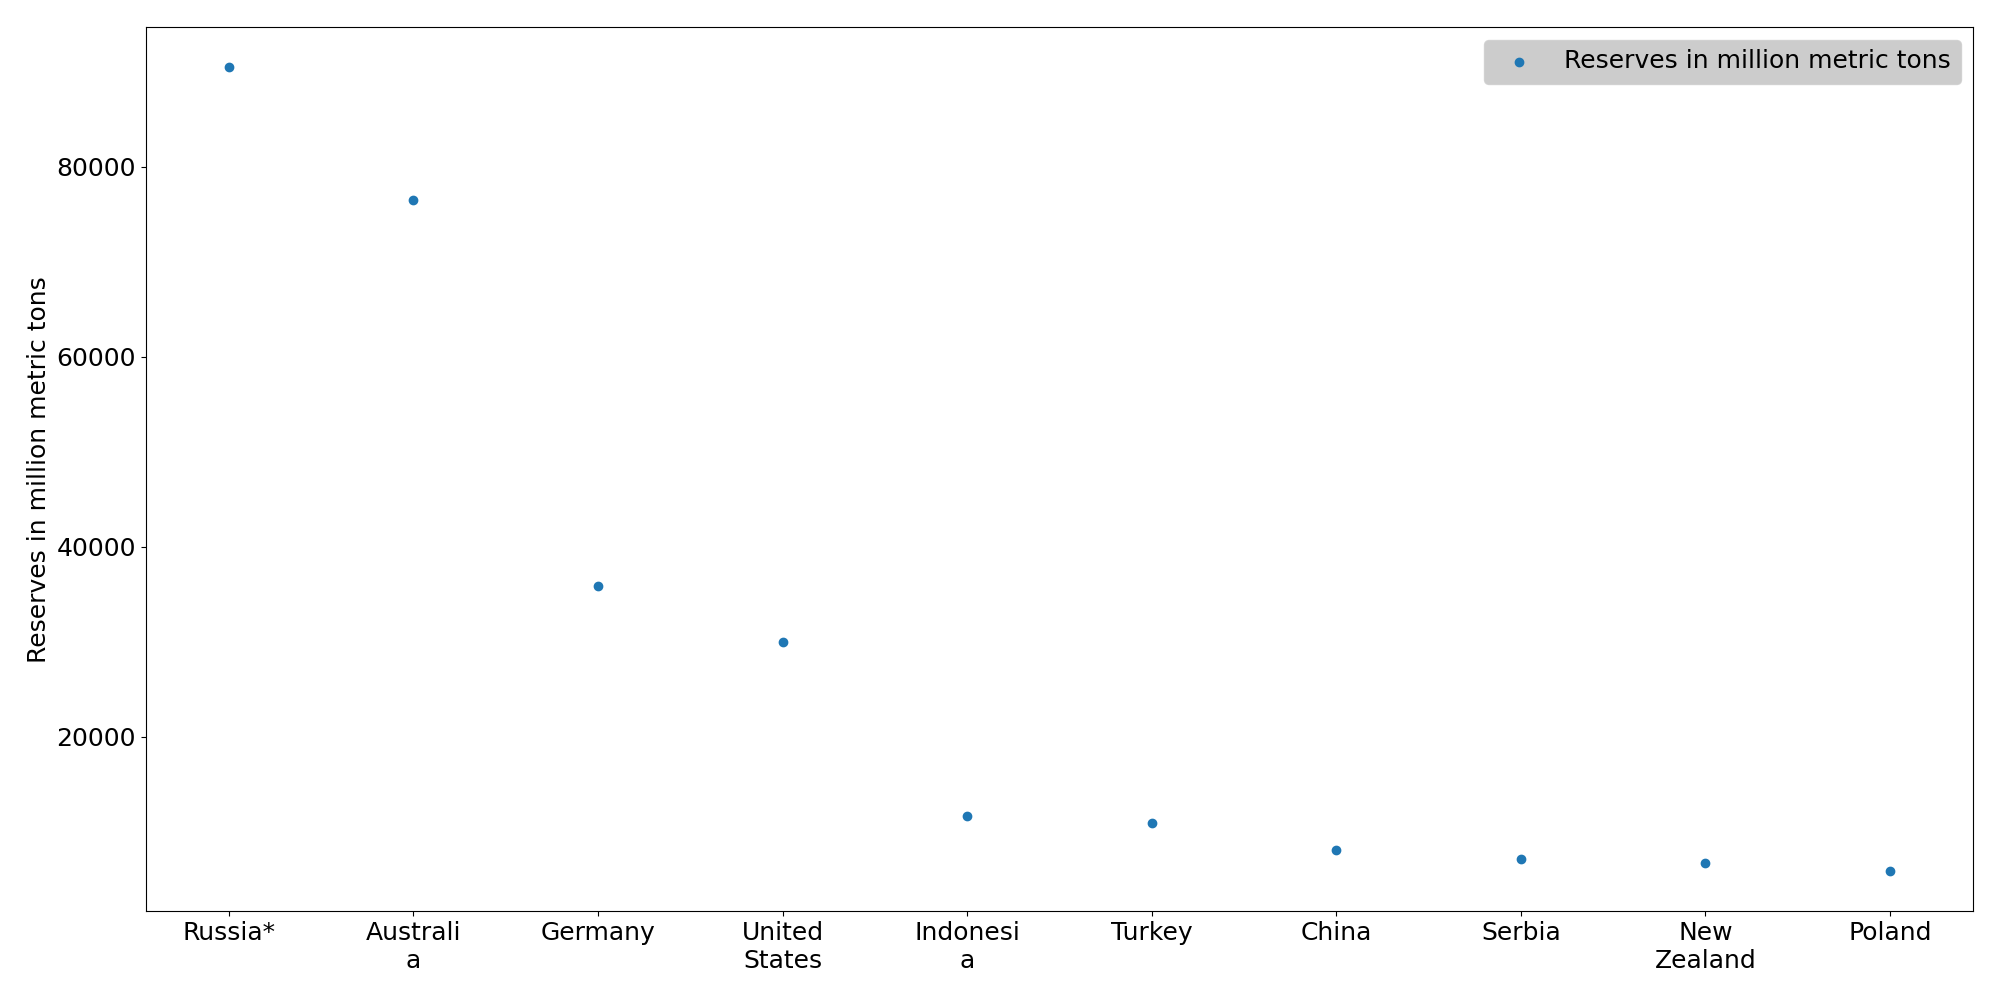 Reserves in million metric tons
80000
60000
40000
20000
Reserves in million metric tons
Russia*
Australi
a
Germany
United
States
Indonesi
a
Turkey
China
Serbia
New
Zealand
Poland